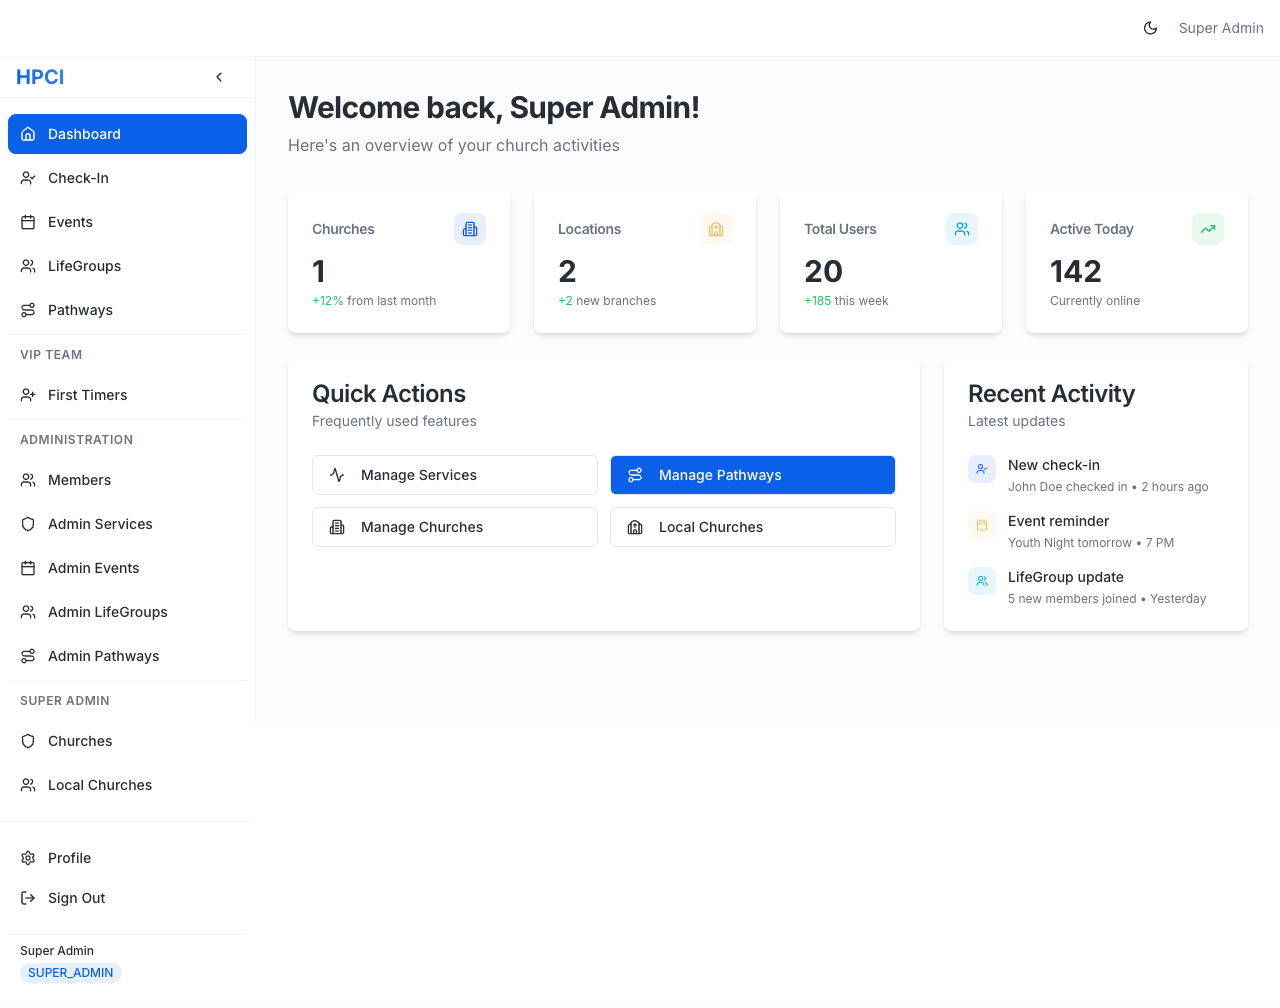 Super Admin
HPCI
Dashboard
Check-In
Events
LifeGroups
Pathways
VIP TEAM
First Timers
ADMINISTRATION
Members
Admin Services
Admin Events
Admin LifeGroups
Admin Pathways
SUPER ADMIN
Churches
Local Churches
Profile
Sign Out
Super Admin
SUPER_ADMIN
Welcome back, Super Admin!
Here's an overview of your church activities
Churches
1
+12% from last month
Locations
2
+2 new branches
Total Users
20
+185 this week
Active Today
142
Currently online
Quick Actions
Frequently used features
Manage Services
Manage Pathways
Manage Churches
Local Churches
Recent Activity
Latest updates
New check-in
John Doe checked in • 2 hours ago
Event reminder
Youth Night tomorrow • 7 PM
LifeGroup update
5 new members joined • Yesterday